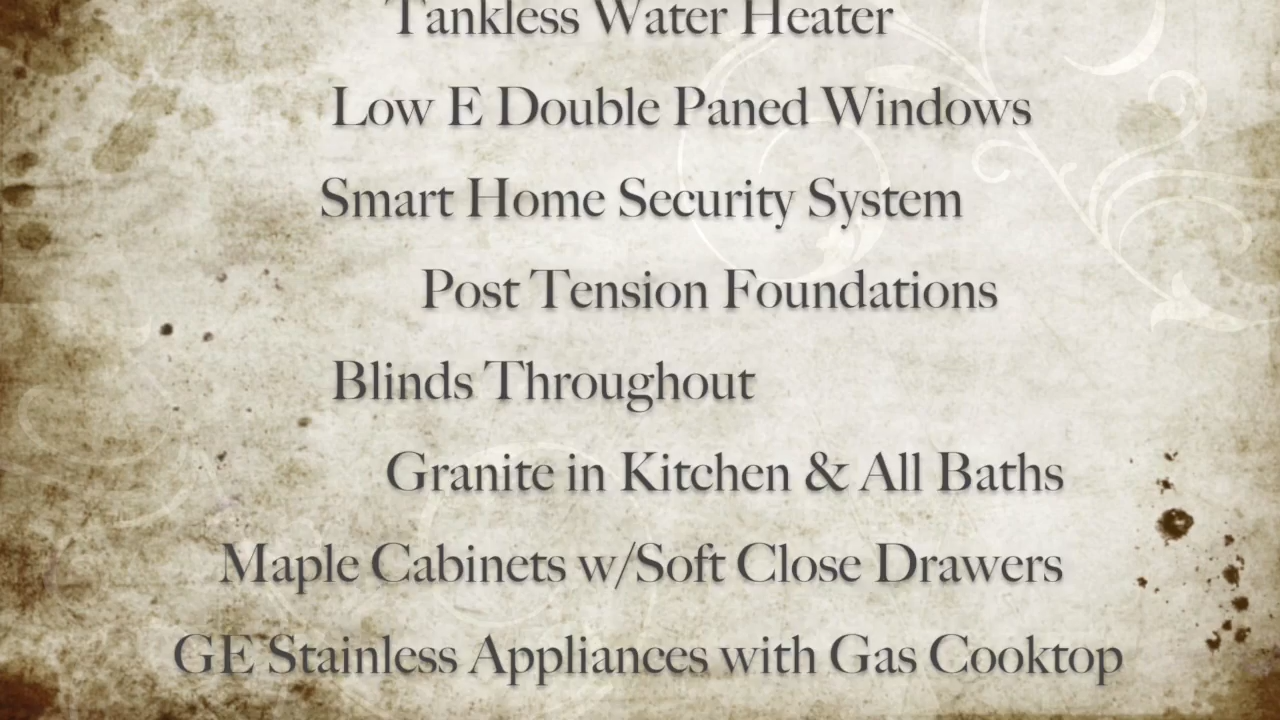 Tankless Water Heater
Low E Double Paned Windows
Smart Home Security System
Post Tension Foundations
Blinds Throughout
Granite in Kitchen & All Baths
Maple Cabinets w/Soft Close Drawers
GE Stainless Appliances with Gas Cooktop